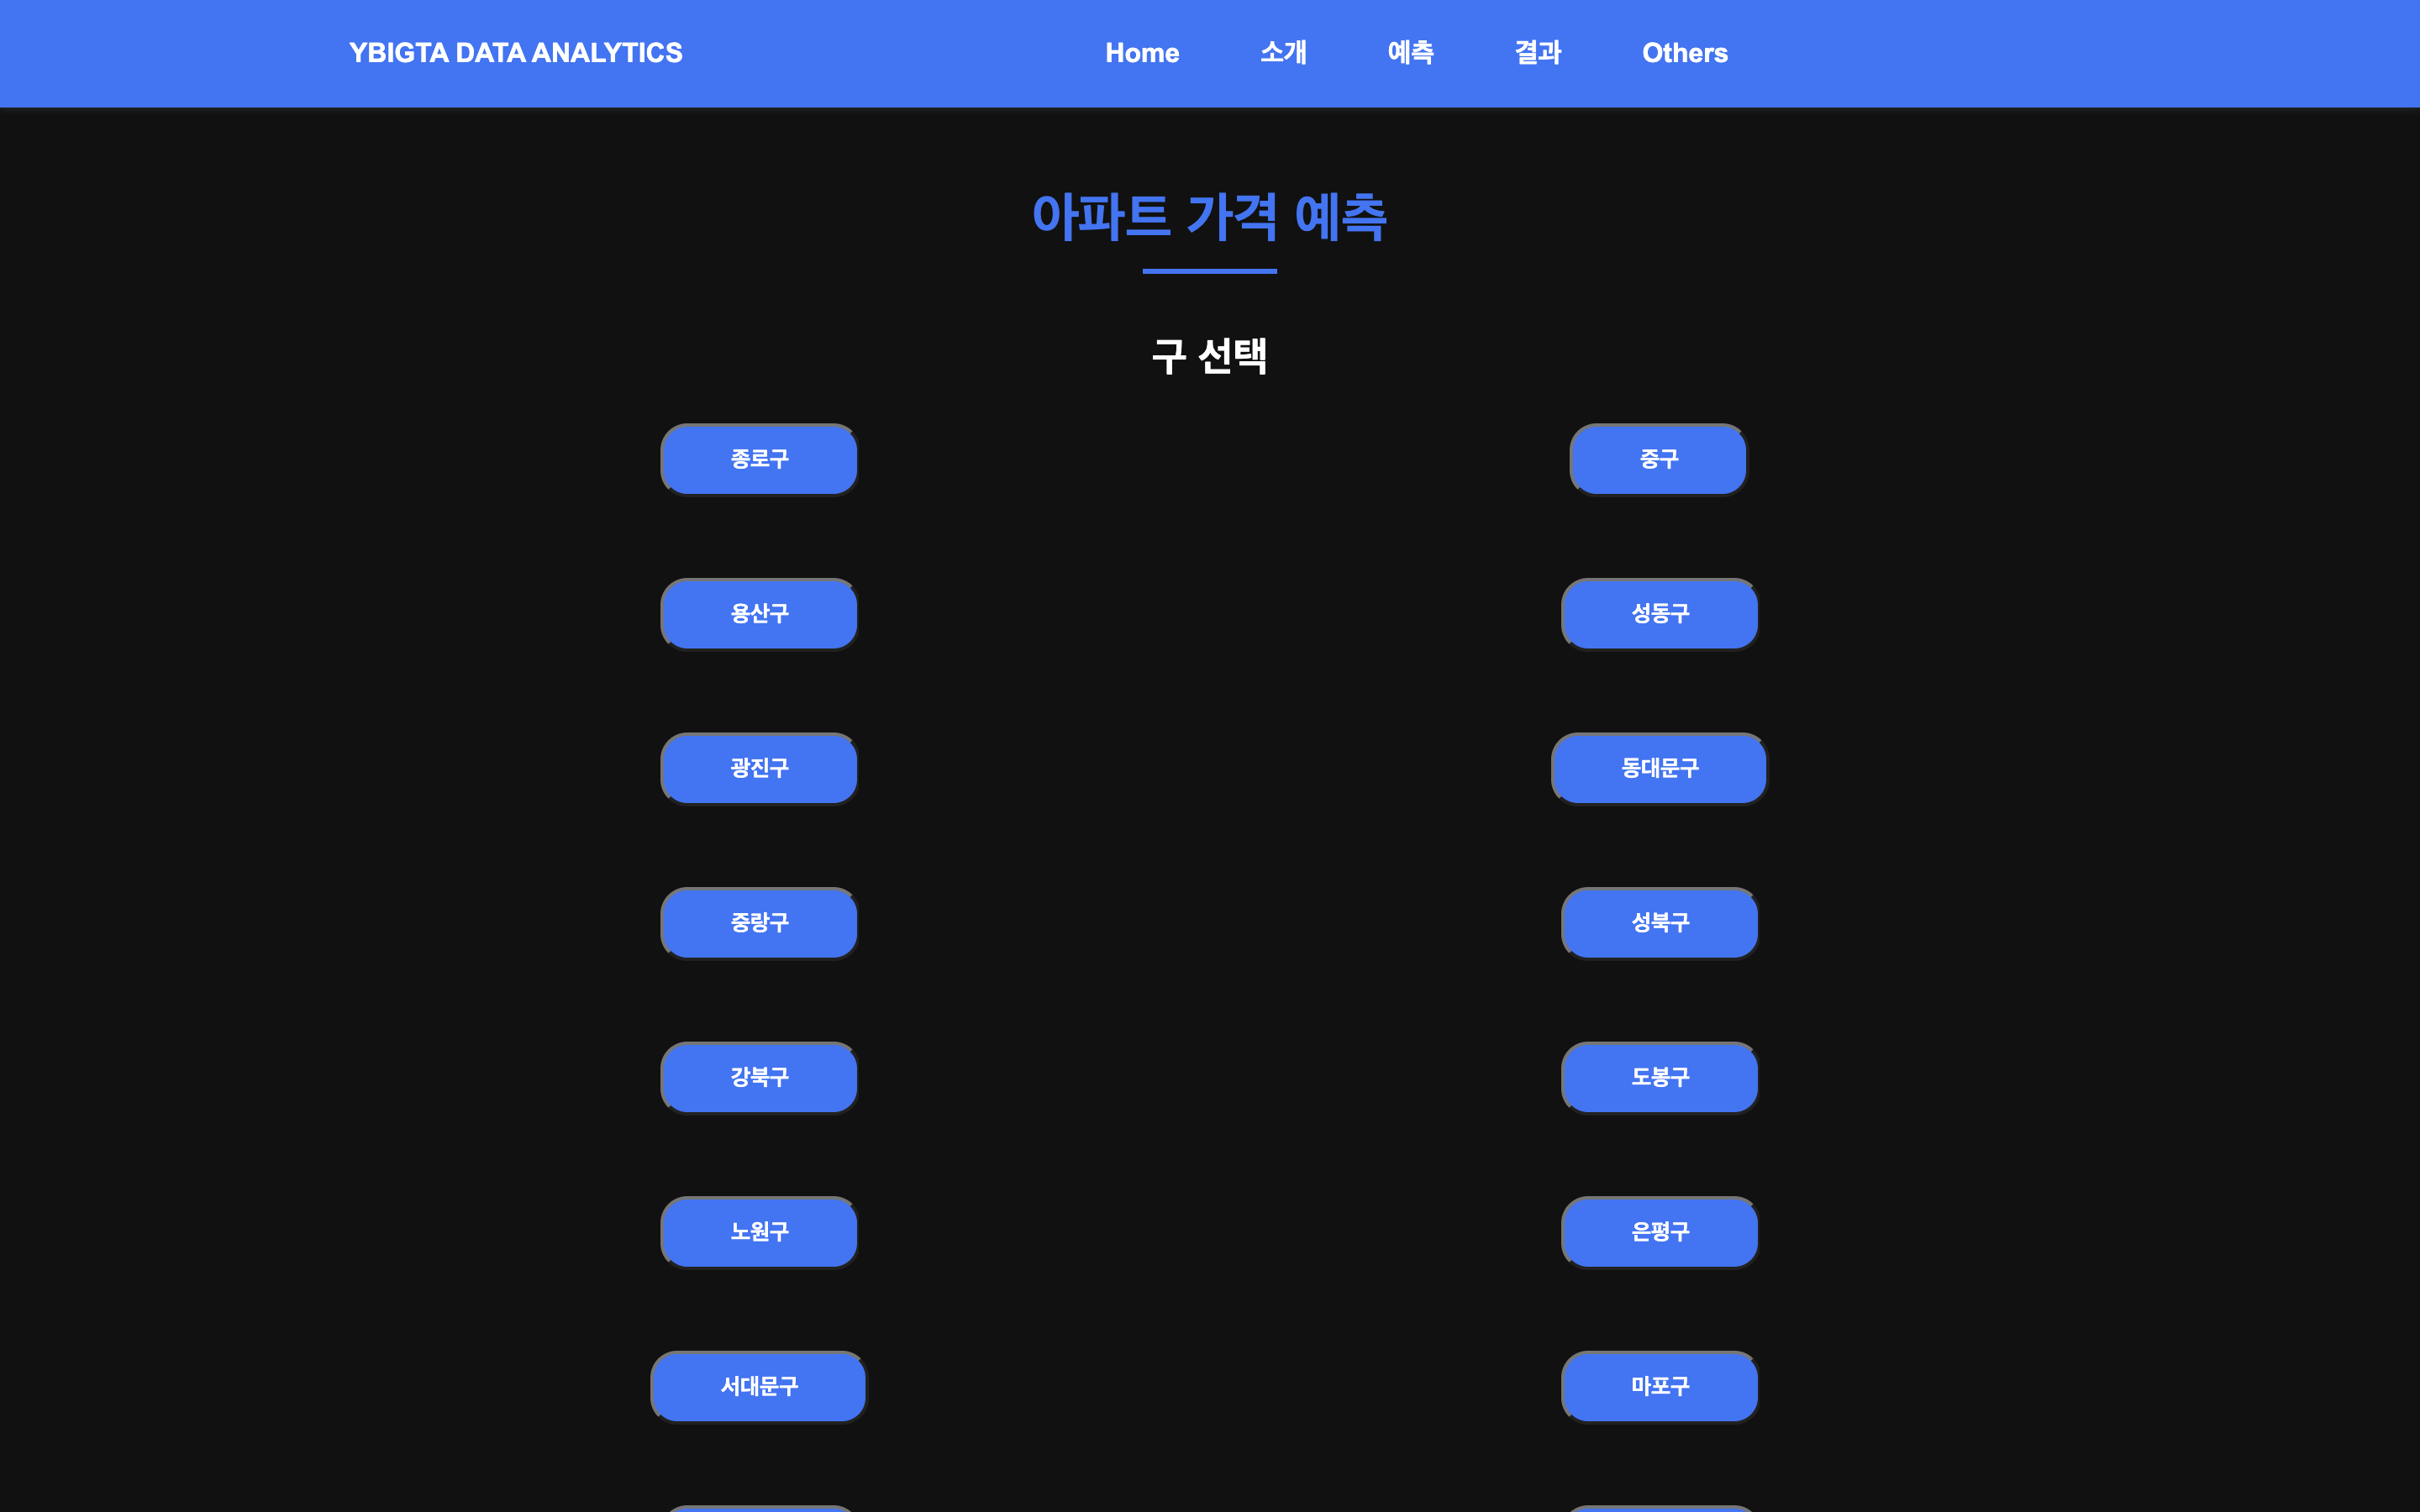 YBIGTA DATA ANALYTICS Home 소개 예측 결과 Others
아파트 가격 예측
구 선택
종로구 중구
용산구 성동구
광진구 동대문구
중랑구 성북구
강북구 도봉구
노원구 은평구
서대문구 마포구